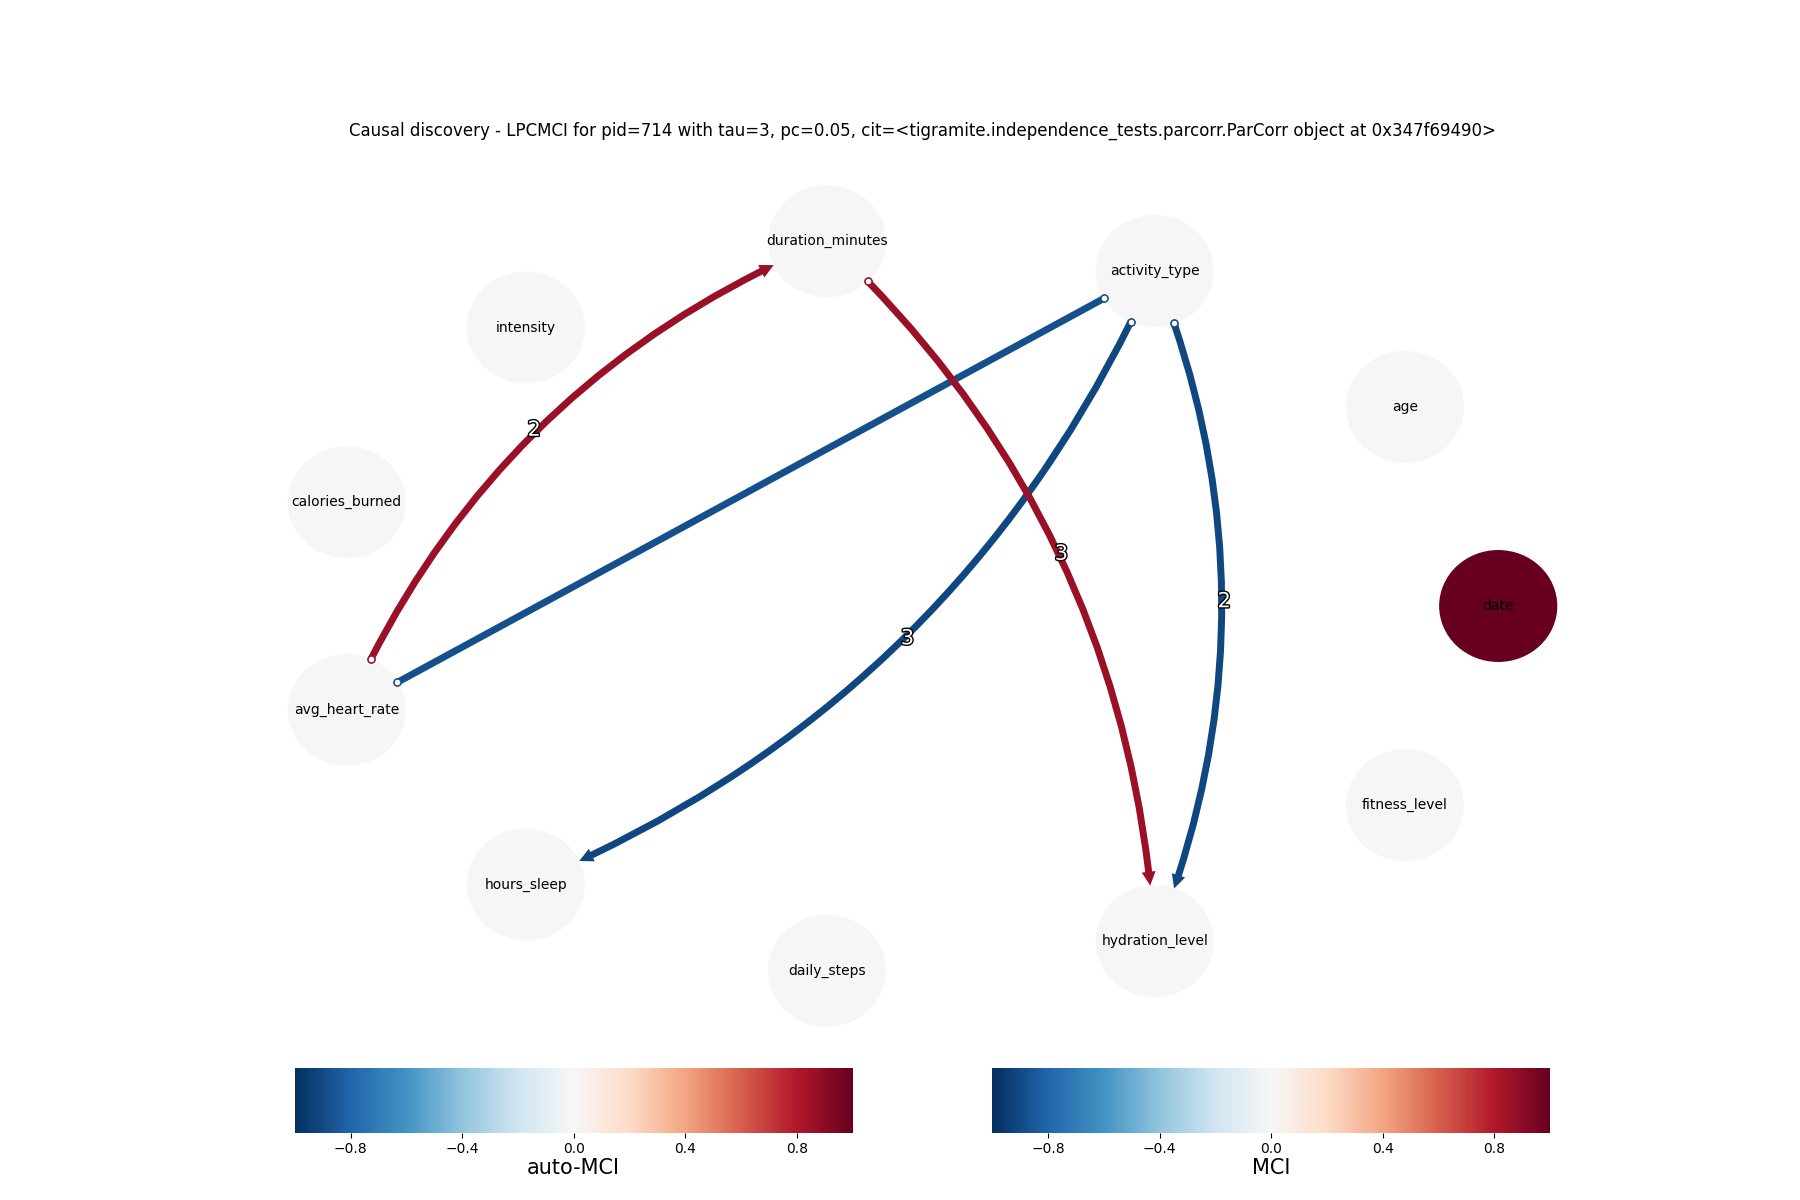 Causal discovery - LPCMCI for pid=714 with tau=3, pc=0.05, cit=<tigramite.independence_tests.parcorr.ParCorr object at 0x347f69490>
duration_minutes
activity_type
intensity
age
2
calories_burned
3
date
2
3
avg_heart_rate
fitness_level
hours_sleep
hydration_level
daily_steps
−0.8 −0.4 0.0 0.4 0.8
auto-MCI
−0.8 −0.4 0.0 0.4 0.8
MCI